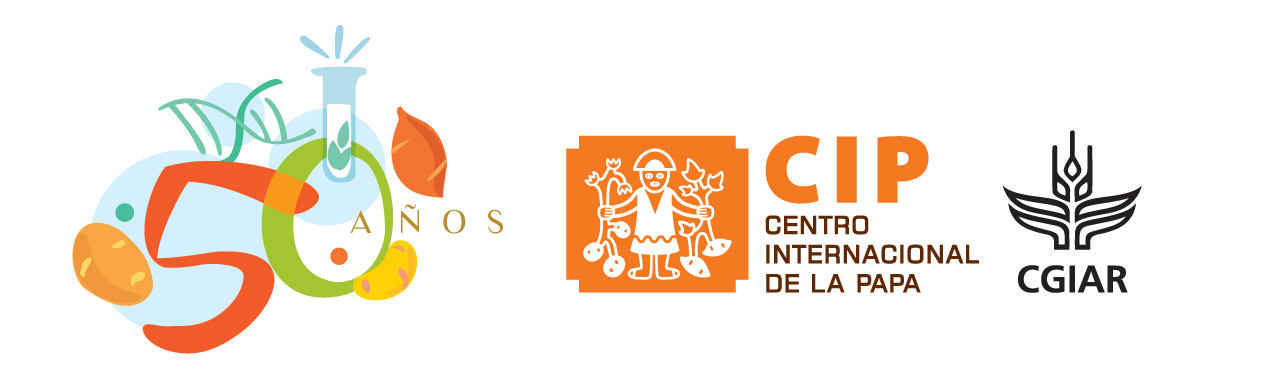 50
AÑOS
CIP
CENTRO
INTERNACIONAL
DE LA PAPA
CGIAR